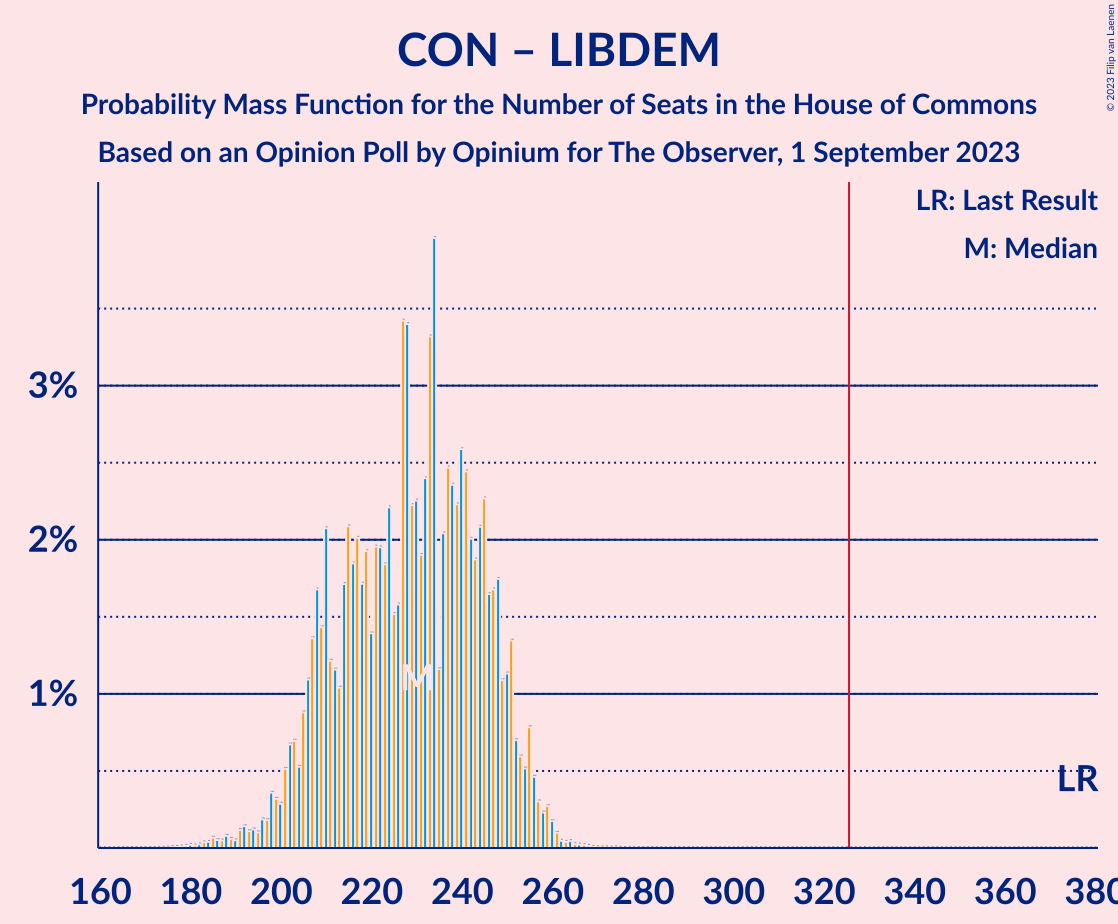 CON – LIBDEM
Probability Mass Function for the Number of Seats in the House of Commons
Based on an Opinion Poll by Opinium for The Observer, 1 September 2023
© 2023 Filip van Laenen
LR: Last Result
M: Median
3%
2%
1%
M
LR
160 180 200 220 240 260 280 300 320 340 360 380